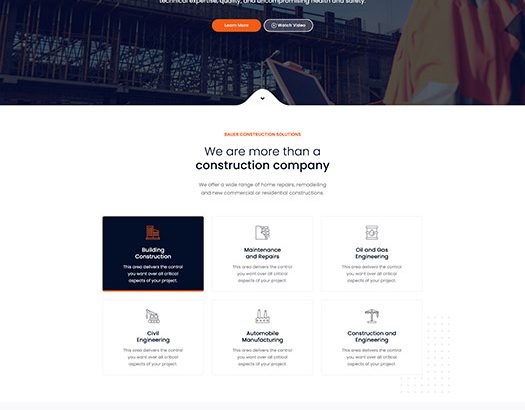 technical expertise, quality, and uncompromising health and safety.
Learn More
Watch Video
BAUER CONSTRUCTION SOLUTIONS
We are more than a
construction company
We offer a wide range of home repairs, remodelling
and new commercial or residential constructions.
Building
Construction
This area delivers the control
you want over all critical
aspects of your project.
Maintenance
and Repairs
This area delivers the control
you want over all critical
aspects of your project.
Oil and Gas
Engineering
This area delivers the control
you want over all critical
aspects of your project.
Civil
Engineering
This area delivers the control
you want over all critical
aspects of your project.
Automobile
Manufacturing
This area delivers the control
you want over all critical
aspects of your project.
Construction and
Engineering
This area delivers the control
you want over all critical
aspects of your project.